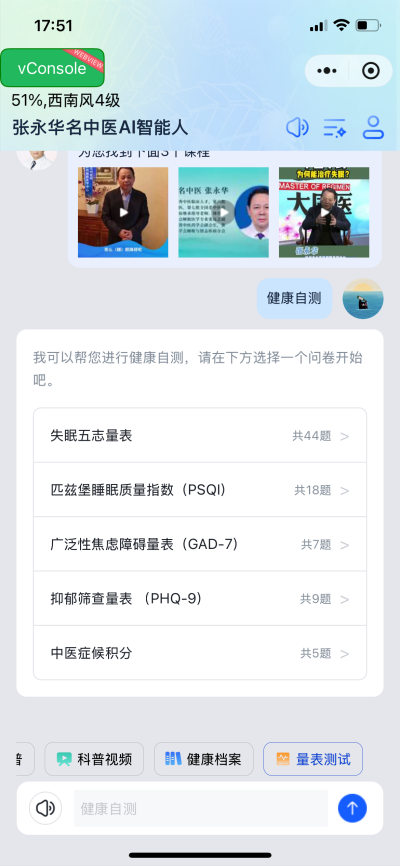 17:51
vConsole
WEBVIEW
51%,西南风4级
张永华名中医AI智能人
为您找到下面3个课程
名中医 张永华
为何能治疗失眠?
MASTER OF REGIMEN
大国医
健康自测
我可以帮您进行健康自测，请在下方选择一个问卷开始
吧。
失眠五志量表 共44题 >
匹兹堡睡眠质量指数（PSQI） 共18题 >
广泛性焦虑障碍量表（GAD-7） 共7题 >
抑郁筛查量表 （PHQ-9） 共9题 >
中医症候积分 共5题 >
科普视频 健康档案 量表测试
健康自测